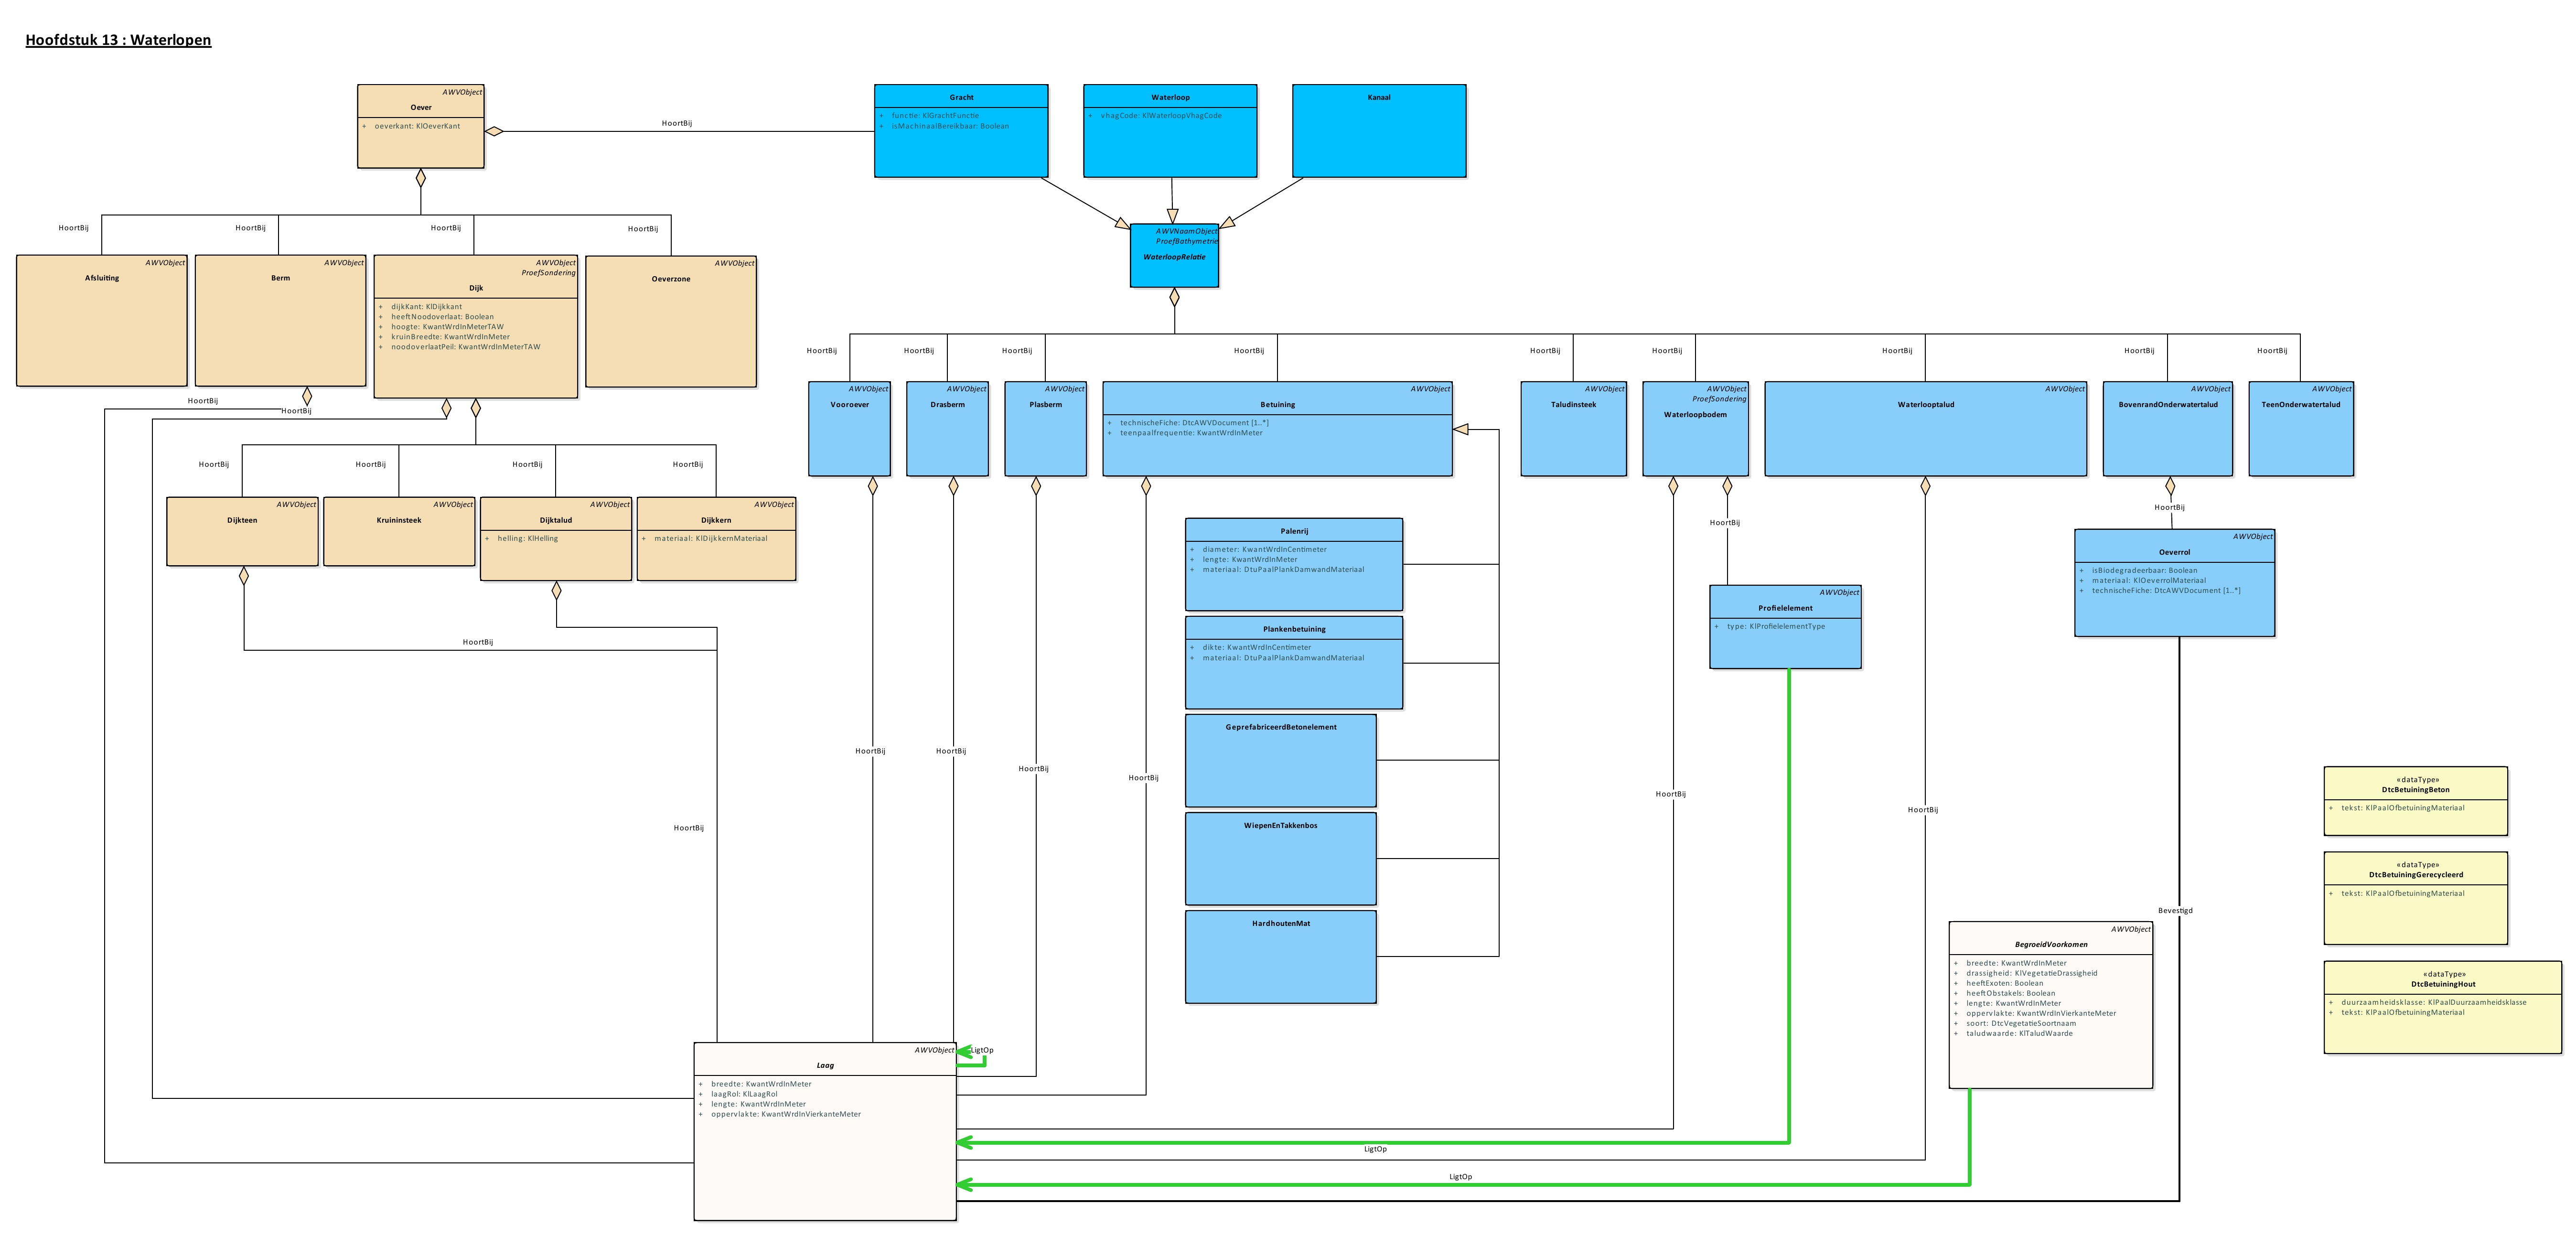 Hoofdstuk 13 : Waterlopen
AWVObject
Oever
+ oeverkant: KlOeverKant
HoortBij
Gracht
+ functie: KlGrachtFunctie
+ isMachinaalBereikbaar: Boolean
Waterloop
+ vhagCode: KlWaterloopVhagCode
Kanaal
AWVNaamObject
ProefBathymetrie
WaterloopRelatie
HoortBij
HoortBij
HoortBij
HoortBij
AWVObject
Afsluiting
AWVObject
Berm
AWVObject
ProefSondering
Dijk
+ dijkKant: KlDijkkant
+ heeftNoodoverlaat: Boolean
+ hoogte: KwantWrdInMeterTAW
+ kruinBreedte: KwantWrdInMeter
+ noodoverlaatPeil: KwantWrdInMeterTAW
AWVObject
Oeverzone
HoortBij
HoortBij
HoortBij
HoortBij
HoortBij
HoortBij
HoortBij
HoortBij
HoortBij
AWVObject
Vooroever
AWVObject
Drasberm
AWVObject
Plasberm
AWVObject
Betuining
+ technischeFiche: DtcAWVDocument [1..*]
+ teenpaalfrequentie: KwantWrdInMeter
AWVObject
Taludinsteek
AWVObject
ProefSondering
Waterloopbodem
AWVObject
Waterlooptalud
AWVObject
BovenrandOnderwatertalud
AWVObject
TeenOnderwatertalud
HoortBij
HoortBij
HoortBij
HoortBij
HoortBij
HoortBij
AWVObject
Dijkteen
AWVObject
Kruininsteek
AWVObject
Dijktalud
+ helling: KlHelling
AWVObject
Dijkkern
+ materiaal: KlDijkkernMateriaal
Palenrij
+ diameter: KwantWrdInCentimeter
+ lengte: KwantWrdInMeter
+ materiaal: DtuPaalPlankDamwandMateriaal
HoortBij
HoortBij
AWVObject
Oeverrol
+ isBiodegradeerbaar: Boolean
+ materiaal: KlOeverrolMateriaal
+ technischeFiche: DtcAWVDocument [1..*]
AWVObject
Profielelement
+ type: KlProfielelementType
Plankenbetuining
+ dikte: KwantWrdInCentimeter
+ materiaal: DtuPaalPlankDamwandMateriaal
HoortBij
GeprefabriceerdBetonelement
HoortBij
HoortBij
HoortBij
HoortBij
HoortBij
HoortBij
HoortBij
WiepenEnTakkenbos
HardhoutenMat
«dataType»
DtcBetuiningBeton
+ tekst: KlPaalOfbetuiningMateriaal
«dataType»
DtcBetuiningGerecycleerd
+ tekst: KlPaalOfbetuiningMateriaal
Bevestigd
«dataType»
DtcBetuiningHout
+ duurzaamheidsklasse: KlPaalDuurzaamheidsklasse
+ tekst: KlPaalOfbetuiningMateriaal
AWVObject
BegroeidVoorkomen
+ breedte: KwantWrdInMeter
+ drassigheid: KlVegetatieDrassigheid
+ heeftExoten: Boolean
+ heeftObstakels: Boolean
+ lengte: KwantWrdInMeter
+ oppervlakte: KwantWrdInVierkanteMeter
+ soort: DtcVegetatieSoortnaam
+ taludwaarde: KlTaludWaarde
AWVObject
Laag
+ breedte: KwantWrdInMeter
+ laagRol: KlLaagRol
+ lengte: KwantWrdInMeter
+ oppervlakte: KwantWrdInVierkanteMeter
LigtOp
LigtOp
LigtOp